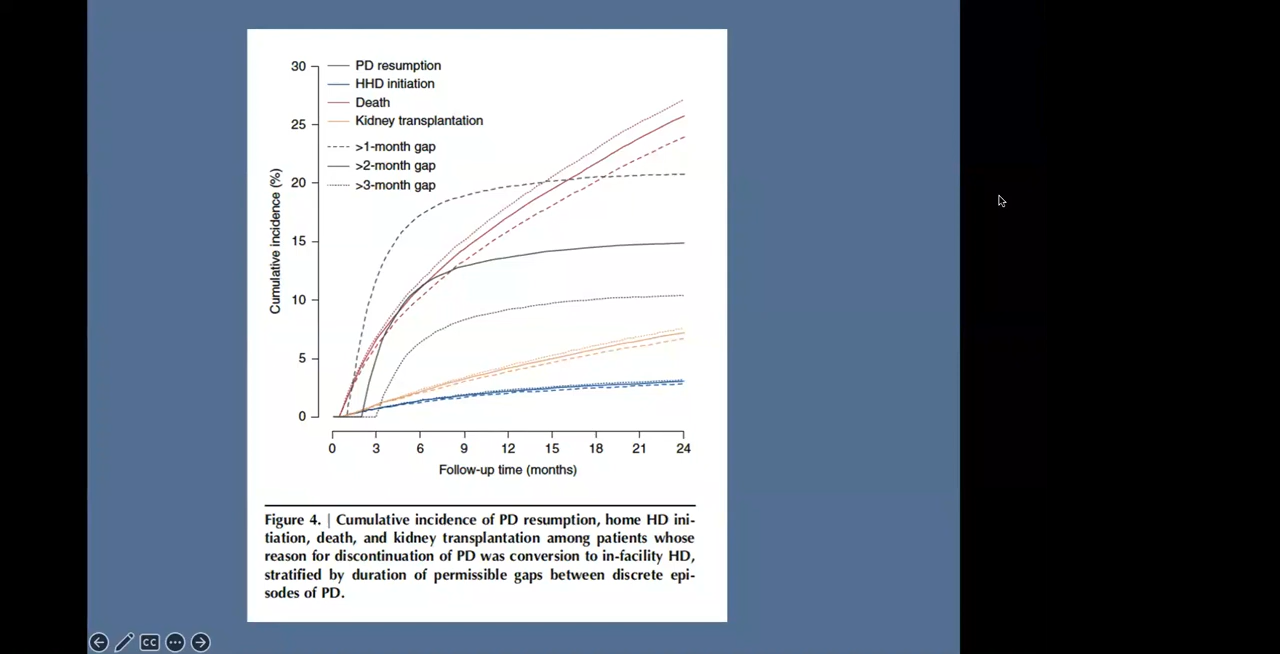 30
25
20
15
10
5
0
Cumulative incidence (%)
PD resumption
HHD initiation
Death
Kidney transplantation
>1-month gap
>2-month gap
>3-month gap
0 3 6 9 12 15 18 21 24
Follow-up time (months)
Figure 4. | Cumulative incidence of PD resumption, home HD ini-
tiation, death, and kidney transplantation among patients whose
reason for discontinuation of PD was conversion to in-facility HD,
stratified by duration of permissible gaps between discrete epi-
sodes of PD.
CC